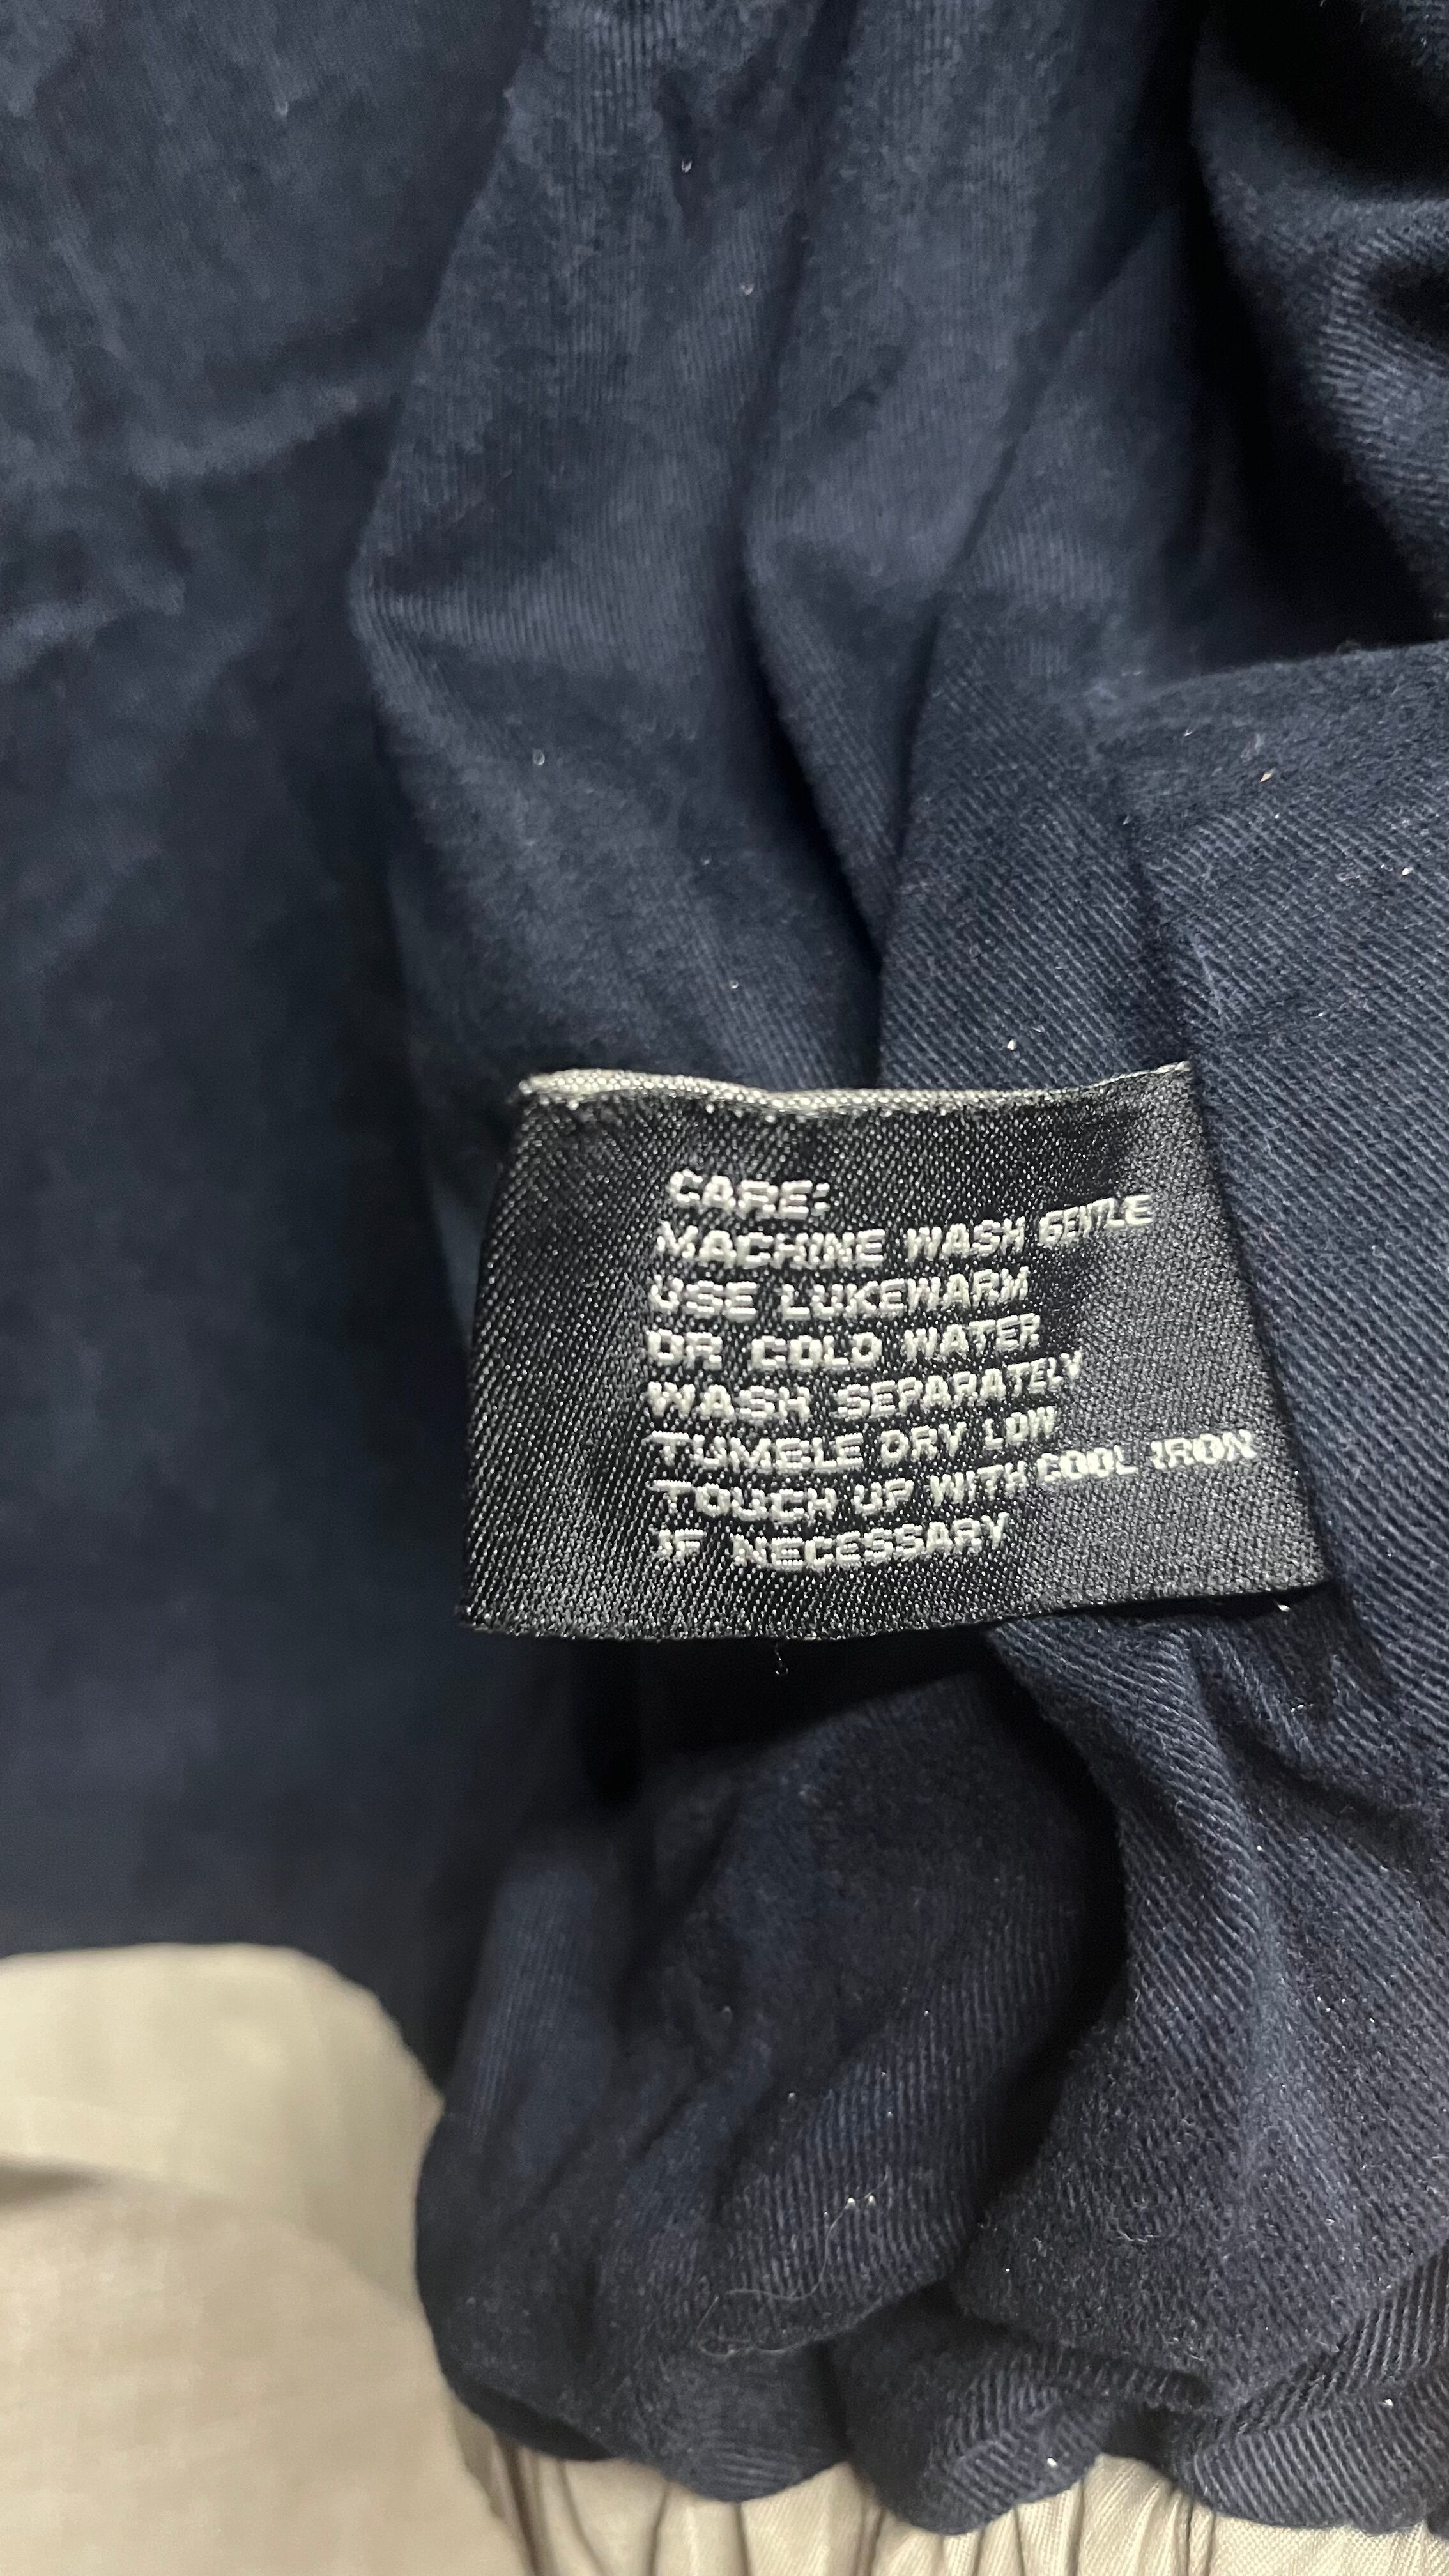 CARE:
MACHINE WASH GENTLE
USE LUKEWARM
OR COLD WATER
WASH SEPARATELY
TUMBLE DRY LOW
TOUCH UP WITH COOL IRON
IF NECESSARY